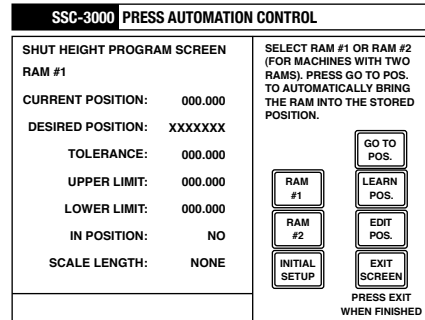 SSC-3000 PRESS AUTOMATION CONTROL
SHUT HEIGHT PROGRAM SCREEN
RAM #1
CURRENT POSITION: 000.000
DESIRED POSITION: XXXXXXX
TOLERANCE: 000.000
UPPER LIMIT: 000.000
LOWER LIMIT: 000.000
IN POSITION: NO
SCALE LENGTH: NONE
SELECT RAM #1 OR RAM #2
(FOR MACHINES WITH TWO
RAMS). PRESS GO TO POS.
TO AUTOMATICALLY BRING
THE RAM INTO THE STORED
POSITION.
GO TO
POS.
RAM
#1
LEARN
POS.
RAM
#2
EDIT
POS.
INITIAL
SETUP
EXIT
SCREEN
PRESS EXIT
WHEN FINISHED